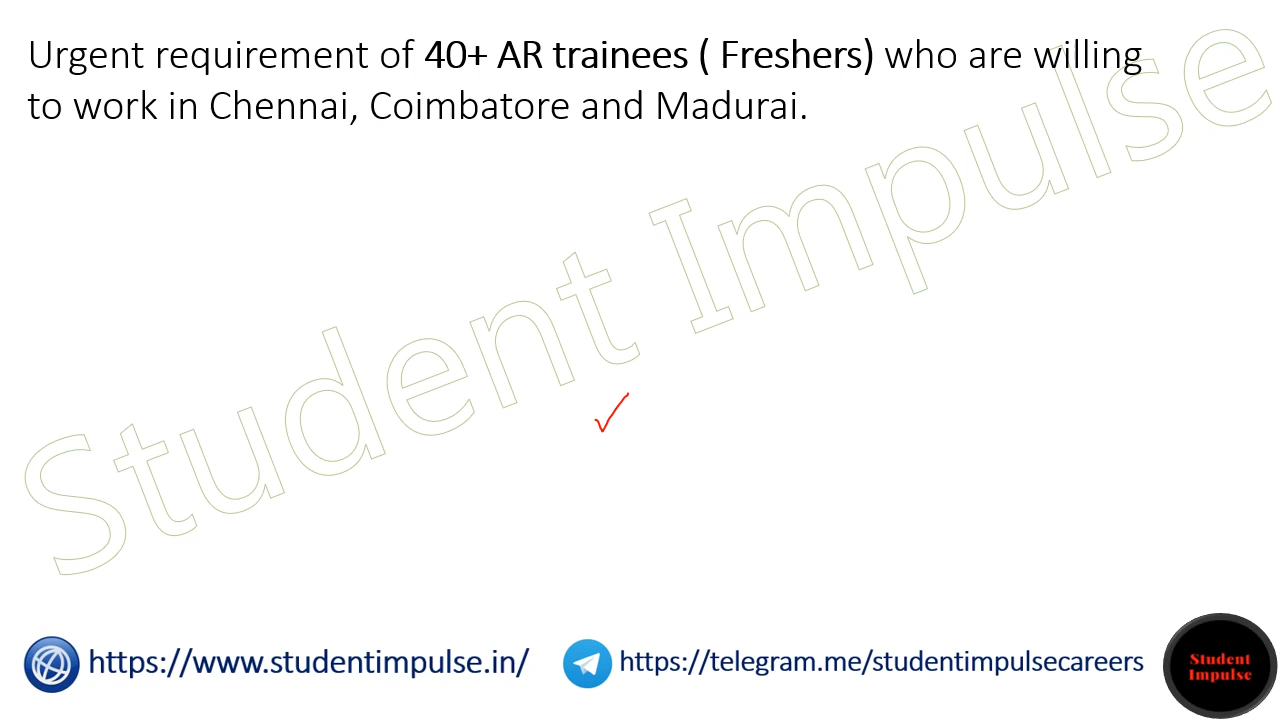 Urgent requirement of 40+ AR trainees ( Freshers) who are willing
to work in Chennai, Coimbatore and Madurai.
Student Impulse
https://www.studentimpulse.in/
https://telegram.me/studentimpulsecareers
Student
Impulse